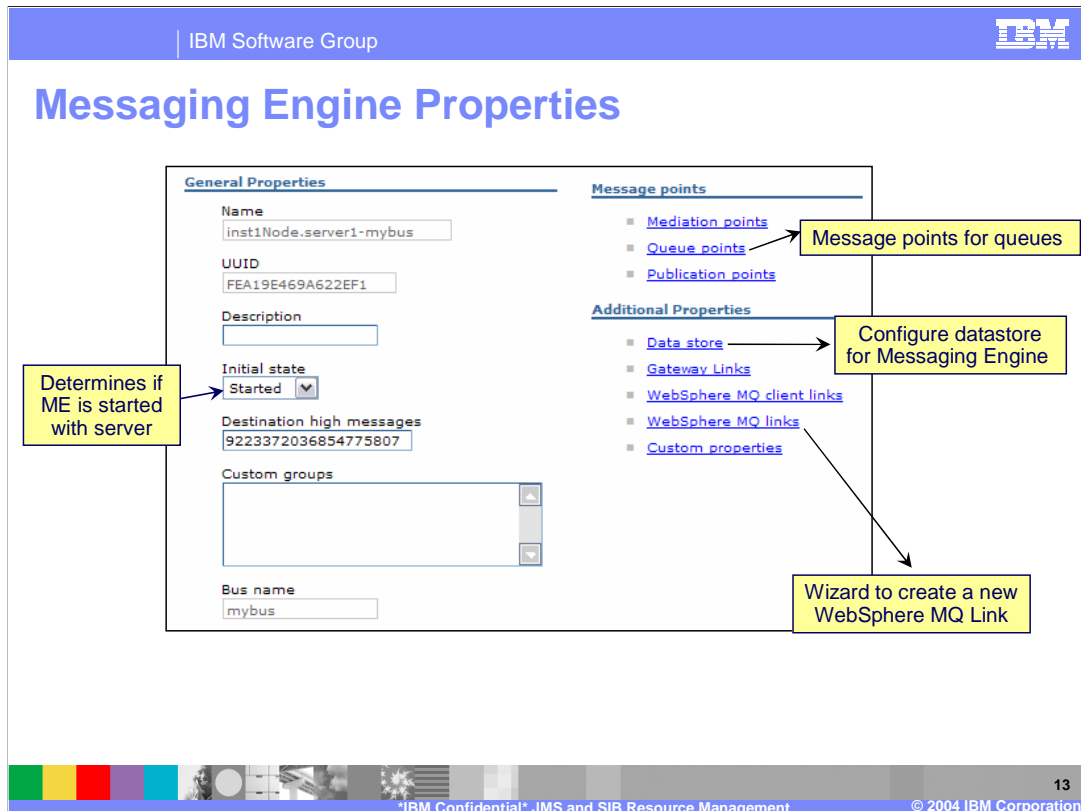 IBM Software Group
IBM
Messaging Engine Properties
General Properties
Name
inst1Node.server1-mybus
UUID
FEA19E469A622EF1
Description
Initial state
Started
Destination high messages
9223372036854775807
Custom groups
Bus name
mybus
Message points
Mediation points
Queue points
Publication points
Additional Properties
Data store
Gateway Links
WebSphere MQ client links
WebSphere MQ links
Custom properties
Message points for queues
Configure datastore
for Messaging Engine
Determines if
ME is started
with server
Wizard to create a new
WebSphere MQ Link
13
*IBM Confidential* JMS and SIB Resource Management
© 2004 IBM Corporation